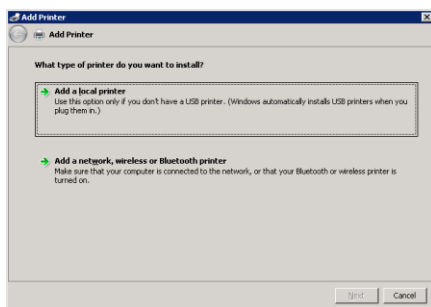 Add Printer
Add Printer
What type of printer do you want to install?
Add a local printer
Use this option only if you don't have a USB printer. (Windows automatically installs USB printers when you
plug them in.)
Add a network, wireless or Bluetooth printer
Make sure that your computer is connected to the network, or that your Bluetooth or wireless printer is
turned on.
Next
Cancel